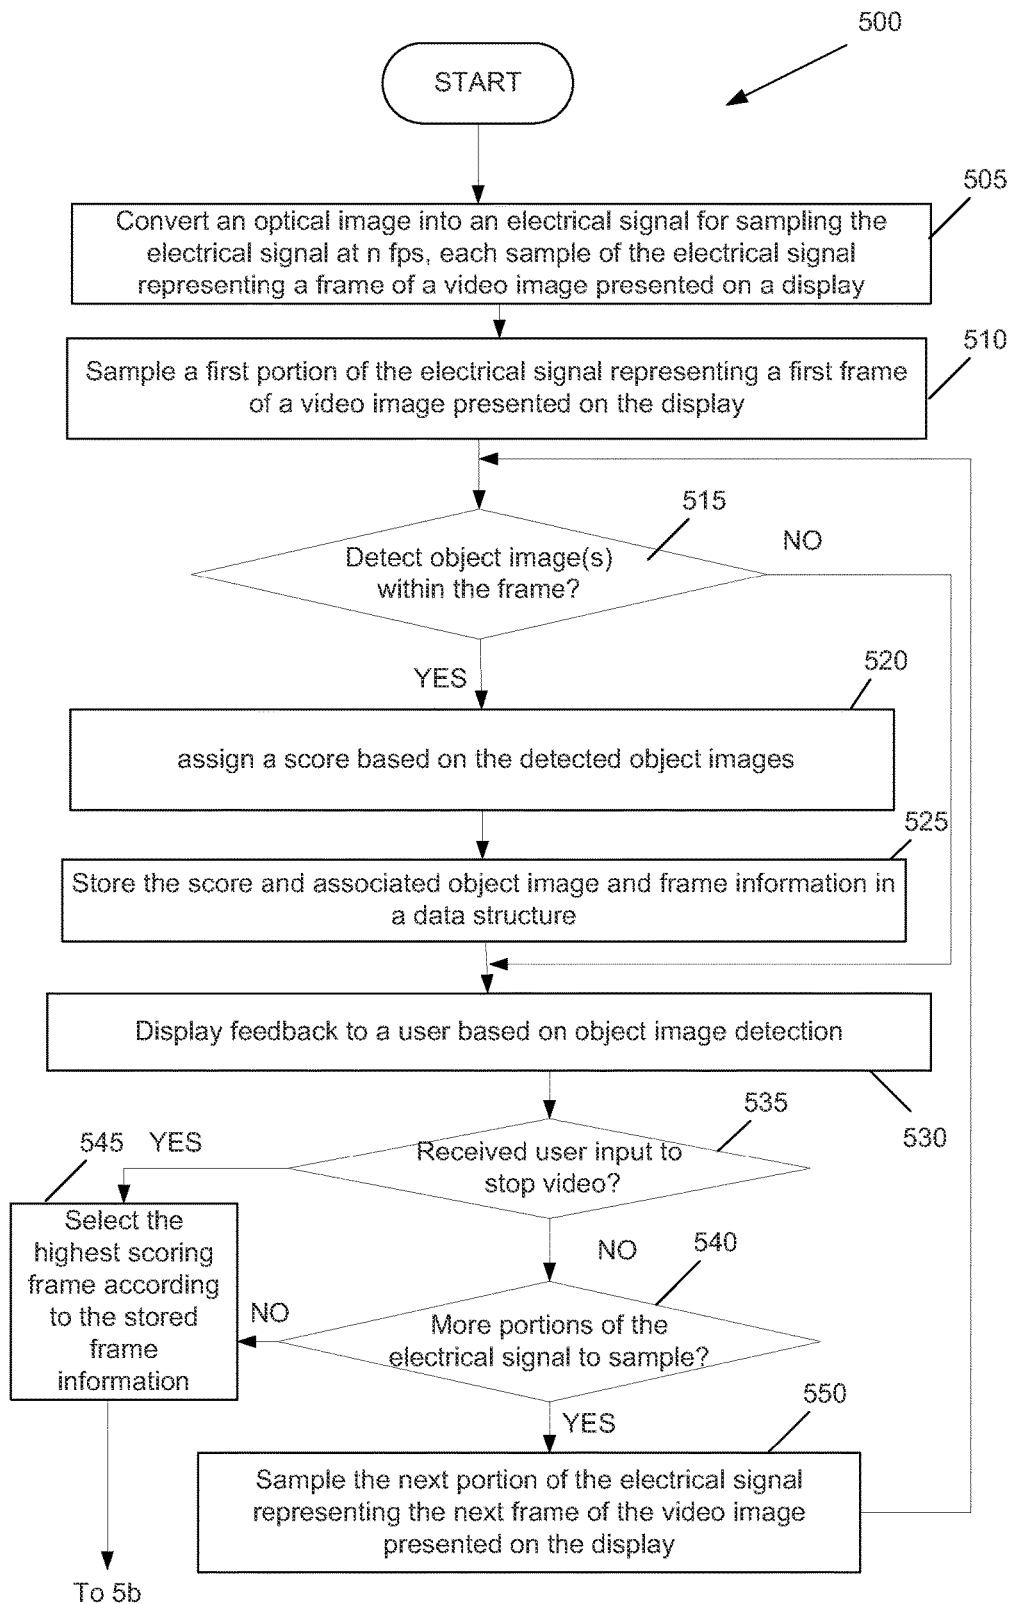 500
START
505
Convert an optical image into an electrical signal for sampling the
electrical signal at n fps, each sample of the electrical signal
representing a frame of a video image presented on a display
510
Sample a first portion of the electrical signal representing a first frame
of a video image presented on the display
515
Detect object image(s)
within the frame?
NO
YES
520
assign a score based on the detected object images
525
Store the score and associated object image and frame information in
a data structure
Display feedback to a user based on object image detection
530
535
Received user input to
stop video?
YES
545
NO
540
Select the
highest scoring
frame according
to the stored
frame
information
NO
More portions of the
electrical signal to sample?
YES
550
Sample the next portion of the electrical signal
representing the next frame of the video image
presented on the display
To 5b